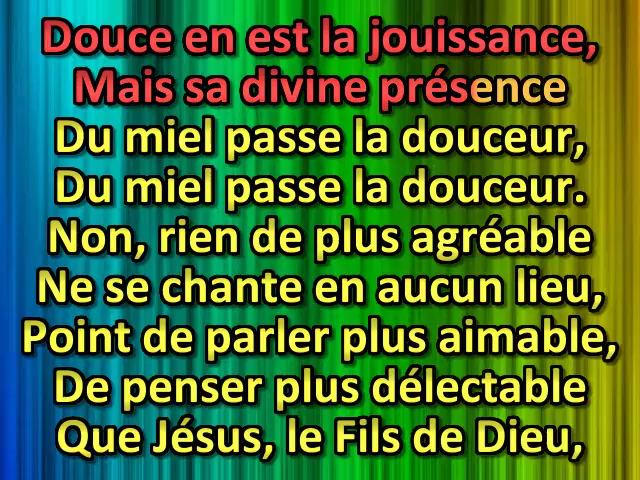 Douce en est la jouissance,
Mais sa divine présence
Du miel passe la douceur,
Du miel passe la douceur.
Non, rien de plus agréable
Ne se chante en aucun lieu,
Point de parler plus aimable,
De penser plus délectable
Que Jésus, le Fils de Dieu,